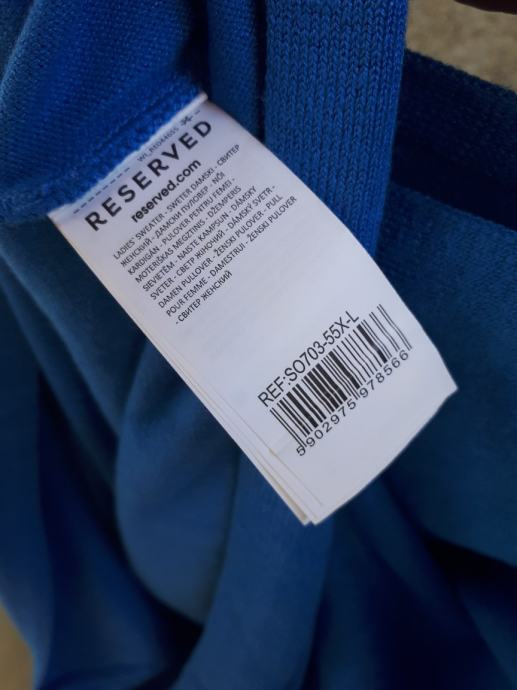 WI_RE044655
RESERVED
reserved.com
LADIES SWEATER - SWETER DAMSKI - СВИТЕР
ЖЕНСКИЙ - ДАМСКИ ПУЛОВЕР - NŐI
KARDIGÁN - PULOVER PENTRU FEMEI -
MOTERIŠKAS MEGZTINIS - DŽEMPERIS
SIEVIETĒM - NAISTE KAMPSUN - DÁMSKY
SVETER - СВЕТР ЖІНОЧИЙ - DÁMSKÝ SVETR -
DAMEN PULLOVER - ŽENSKI PULOVER - PULL
POUR FEMME - DAMESTRUI - ŽENSKI PULOVER
- СВИТЕР ЖЕНСКИЙ
REF:SO703-55X-L
5902975978566